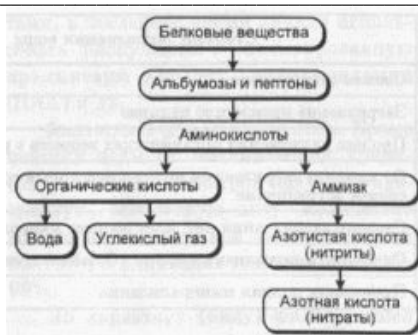 Белковые вещества
Альбумозы и пептоны
Аминокислоты
Органические кислоты
Аммиак
Вода
Углекислый газ
Азотистая кислота
(нитриты)
Азотная кислота
(нитраты)